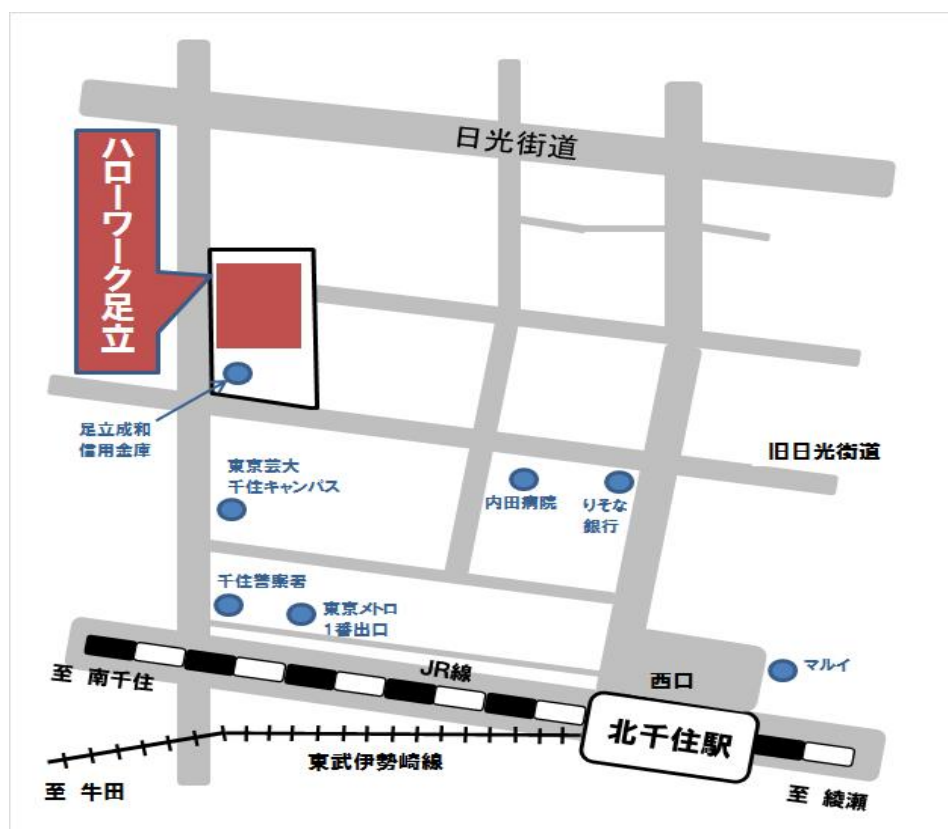 日光街道
ハローワーク足立
足立成和
信用金庫
旧日光街道
東京芸大
千住キャンパス
内田病院
りそな
銀行
千住警察署
東京メトロ
1番出口
JR線
西口
マルイ
至 南千住
北千住駅
東武伊勢崎線
至 牛田
至 綾瀬